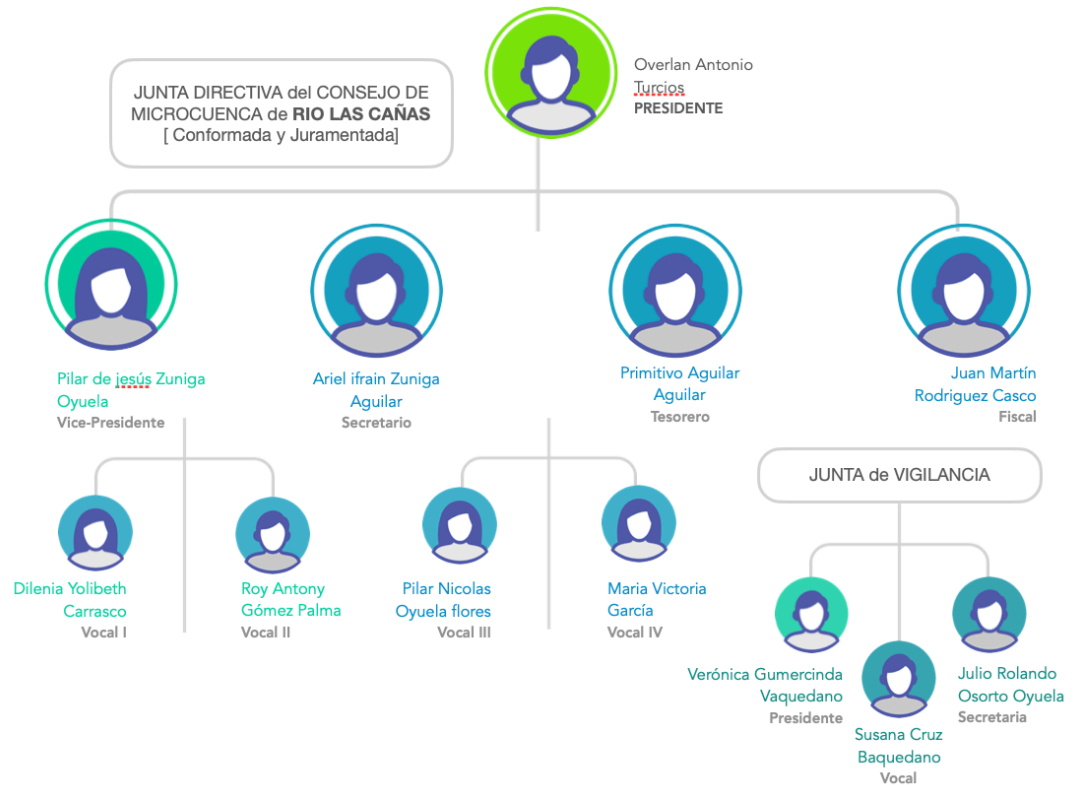 JUNTA DIRECTIVA del CONSEJO DE
MICROCUENCA de RIO LAS CAÑAS
[ Conformada y Juramentada]
Overlan Antonio
Turcios
PRESIDENTE
Pilar de jesús Zuniga
Oyuela
Vice-Presidente
Ariel ifrain Zuniga
Aguilar
Secretario
Primitivo Aguilar
Aguilar
Tesorero
Juan Martín
Rodriguez Casco
Fiscal
Dilenia Yolibeth
Carrasco
Vocal I
Roy Antony
Gómez Palma
Vocal II
Pilar Nicolas
Oyuela flores
Vocal III
Maria Victoria
García
Vocal IV
JUNTA de VIGILANCIA
Verónica Gumercinda
Vaquedano
Presidente
Susana Cruz
Baquedano
Vocal
Julio Rolando
Osorto Oyuela
Secretaria